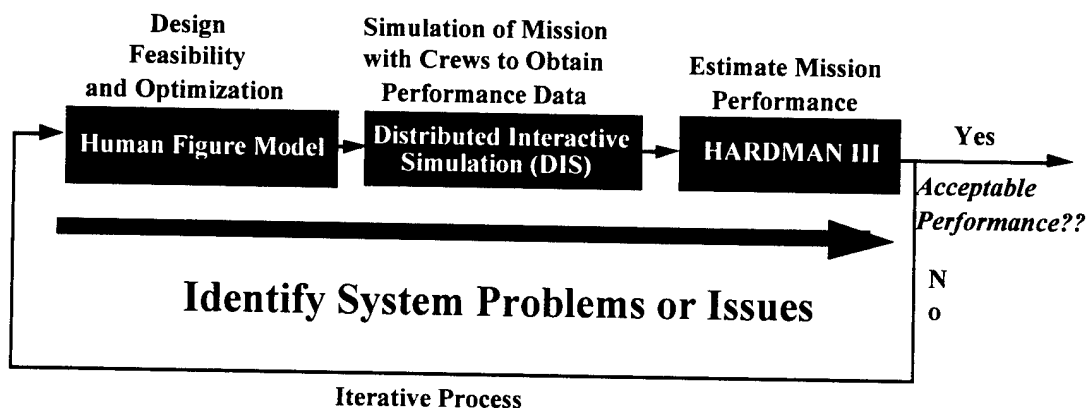 Design
Feasibility
and Optimization
Simulation of Mission
with Crews to Obtain
Performance Data
Estimate Mission
Performance
Human Figure Model
Distributed Interactive
Simulation (DIS)
HARDMAN III
Yes
Acceptable
Performance??
N
o
Identify System Problems or Issues
Iterative Process